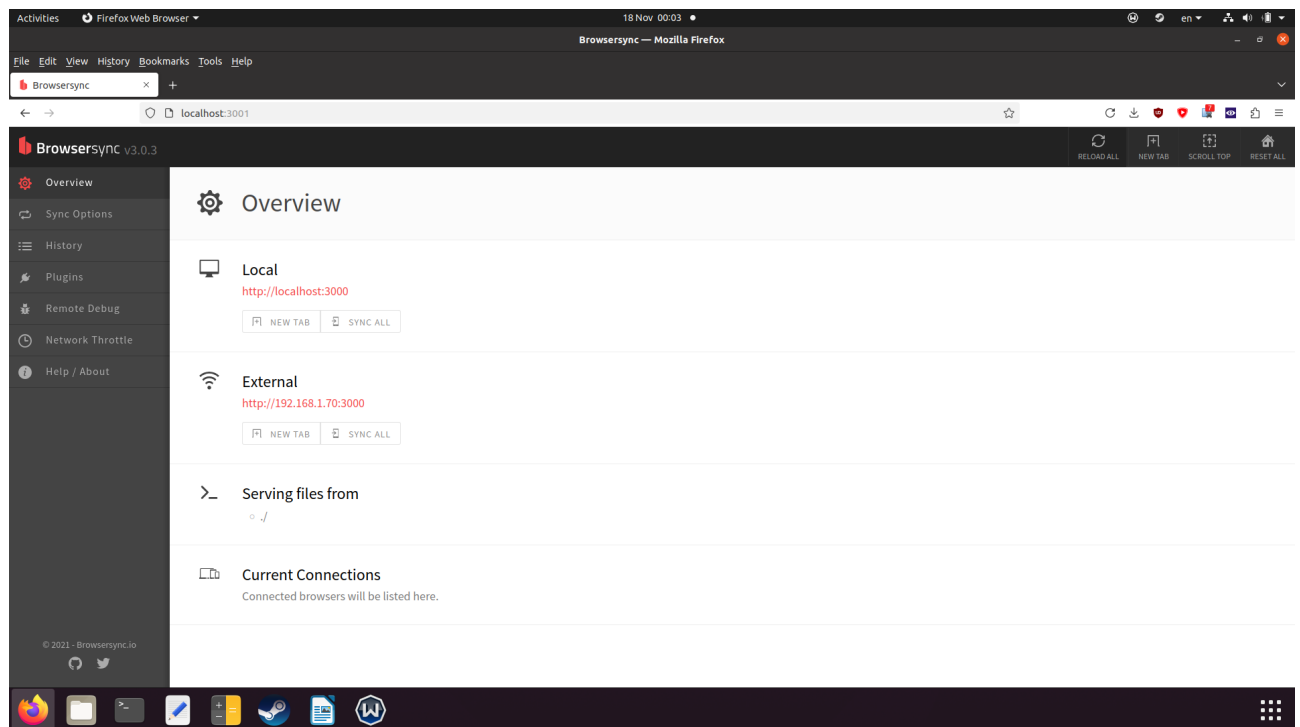 Activities Firefox Web Browser 18 Nov 00:03 en
Browsersync — Mozilla Firefox
File Edit View History Bookmarks Tools Help
Browsersync
localhost:3001
7
Browsersync v3.0.3
RELOAD ALL NEW TAB SCROLL TOP RESET ALL
Overview
Sync Options
History
Plugins
Remote Debug
Network Throttle
Help / About
© 2021 - Browsersync.io
Overview
Local
http://localhost:3000
NEW TAB SYNC ALL
External
http://192.168.1.70:3000
NEW TAB SYNC ALL
Serving files from
./
Current Connections
Connected browsers will be listed here.